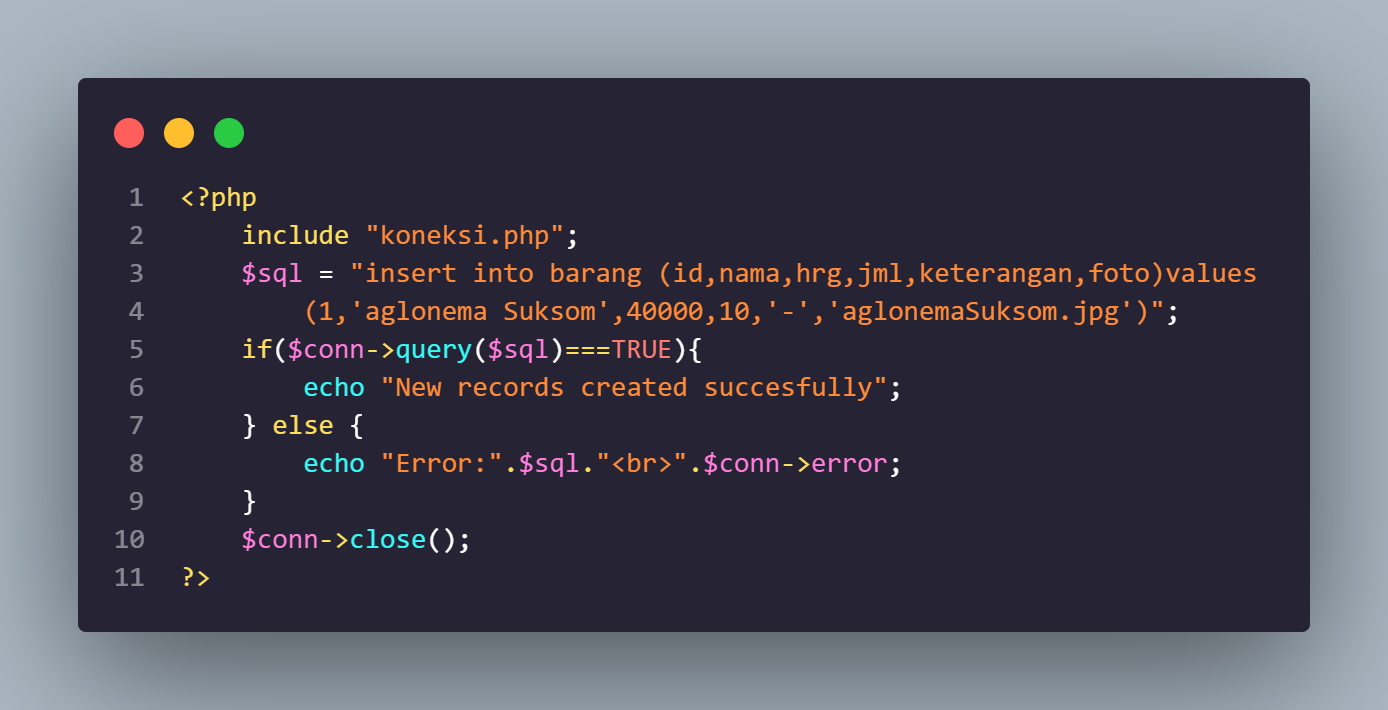 1 <?php
2     include "koneksi.php";
3     $sql = "insert into barang (id,nama,hrg,jml,keterangan,foto)values
4         (1,'aglonema Suksom',40000,10,'-','aglonemaSuksom.jpg')";
5     if($conn->query($sql)===TRUE){
6         echo "New records created succesfully";
7     } else {
8         echo "Error:".$sql."<br>".$conn->error;
9     }
10     $conn->close();
11 ?>